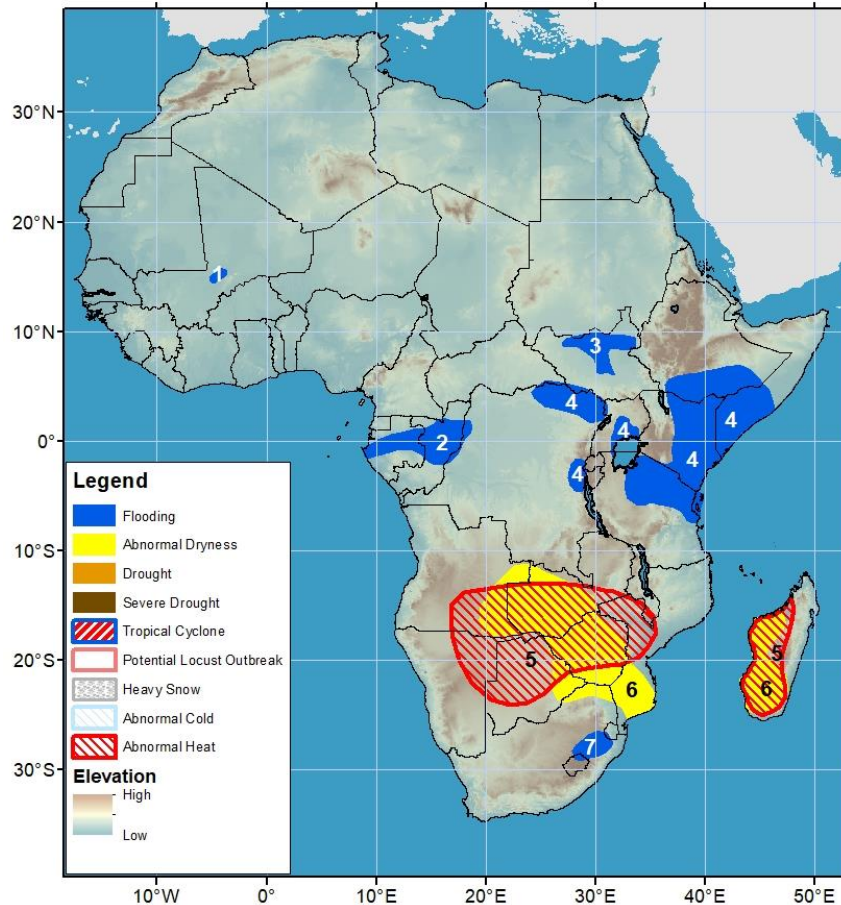 30°N
20°N
10°N
0°
10°S
20°S
30°S
1
3
4
4
4
2
4
4
5
5
6
6
7
Legend
Flooding
Abnormal Dryness
Drought
Severe Drought
Tropical Cyclone
Potential Locust Outbreak
Heavy Snow
Abnormal Cold
Abnormal Heat
Elevation
High
Low
10°W
0°
10°E
20°E
30°E
40°E
50°E